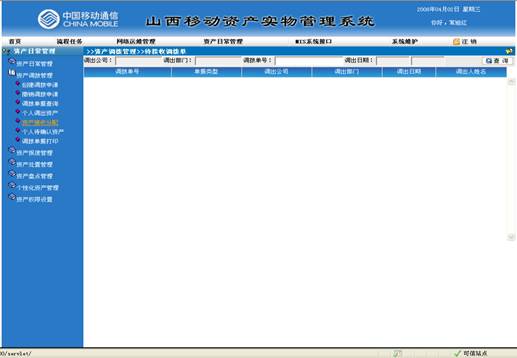 中国移动通信
CHINA MOBILE
山西移动资产实物管理系统
2008年04月02日 星期三
你好，常
首页 流程任务 网络运维管理 资产日常管理 MIS系统接口 系统维护 注 销
资产日常管理
>>资产调拨管理>>待接收调拨单
调出公司： 调出部门： 调拨单号： 调出日期： 查 询
调拨单号 单据类型 调出公司 调出部门 调出日期 调出人姓名
资产日常管理
资产调拨管理
创建调拨申请
撤销调拨申请
调拨单据查询
个人调出资产
资产接收分配
个人待确认资产
调拨单据打印
资产报废管理
资产处置管理
资产盘点管理
个性化资产管理
资产权限设置
00/servlet/
可信站点